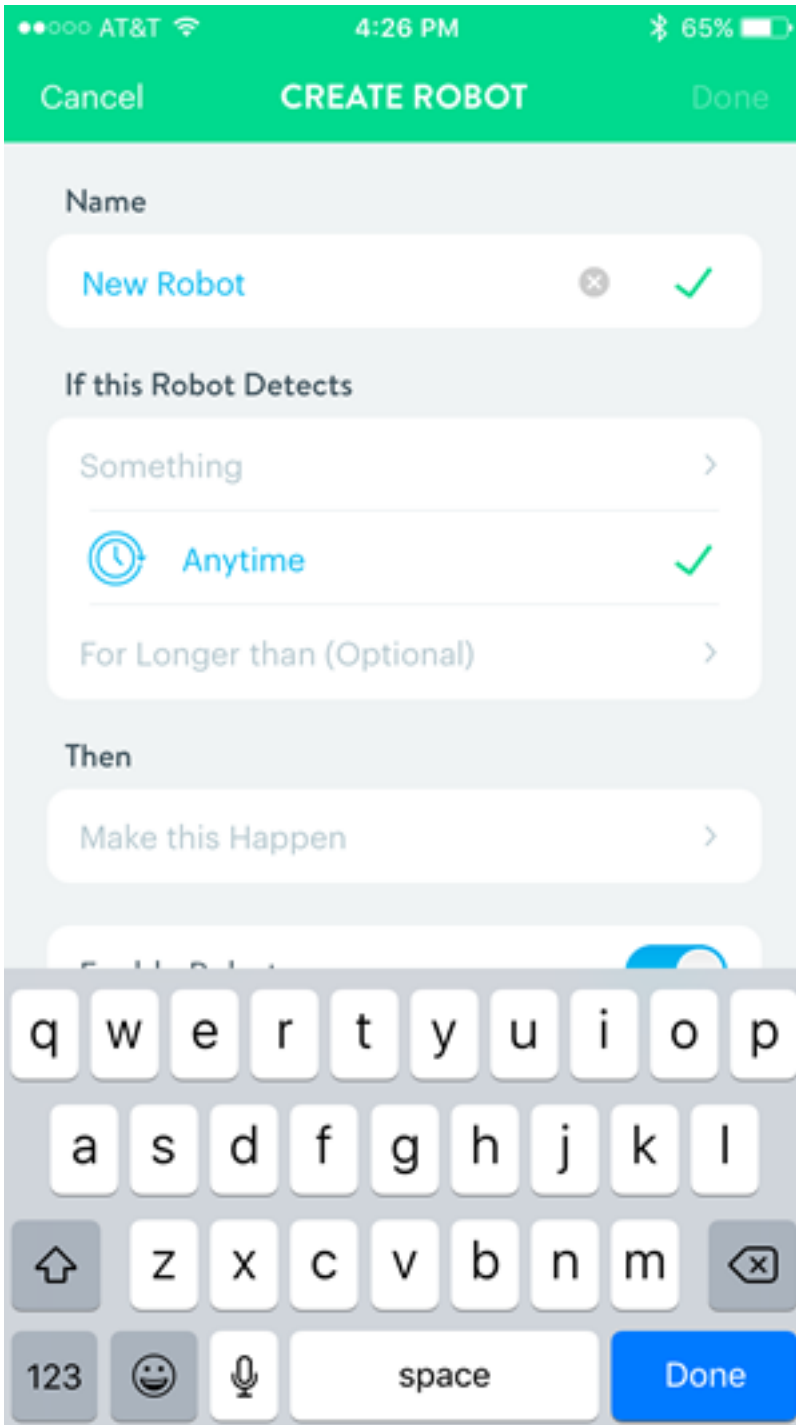 AT&T 4:26 PM 65%
Cancel CREATE ROBOT Done
Name
New Robot
If this Robot Detects
Something
Anytime
For Longer than (Optional)
Then
Make this Happen
q w e r t y u i o p
a s d f g h j k l
z x c v b n m
123 space Done